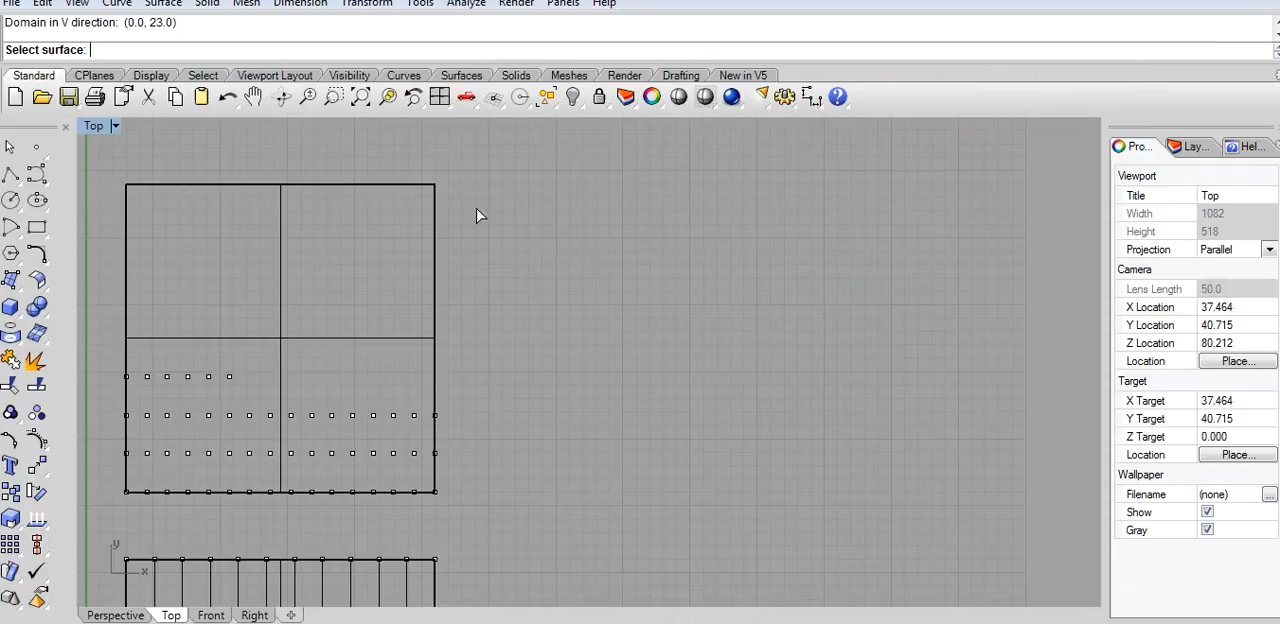 File Edit View Curve Surface Solid Mesh Dimension Transform Tools Analyze Render Panels Help
Domain in V direction: (0.0, 23.0)
Select surface:
Standard CPlanes Display Select Viewport Layout Visibility Curves Surfaces Solids Meshes Render Drafting New in V5
Top
Pro... Lay... Hel...
Viewport
Title Top
Width 1082
Height 518
Projection Parallel
Camera
Lens Length 50.0
X Location 37.464
Y Location 40.715
Z Location 80.212
Location Place...
Target
X Target 37.464
Y Target 40.715
Z Target 0.000
Location Place...
Wallpaper
Filename (none) ...
Show
Gray
y
x
Perspective Top Front Right